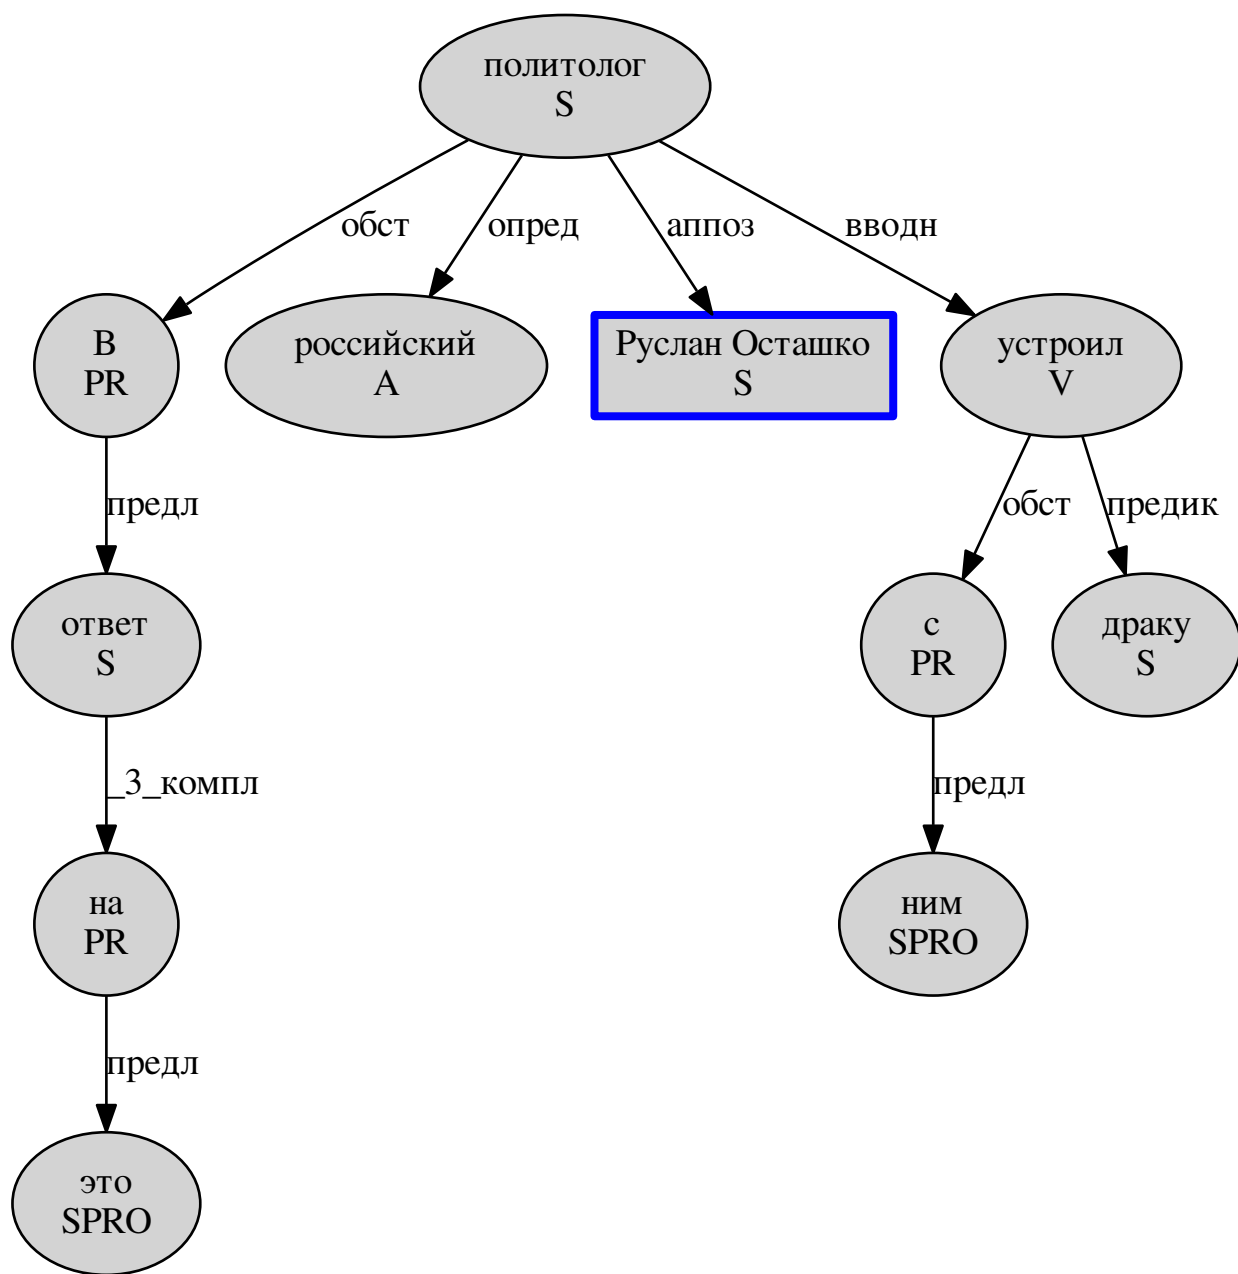 политолог
S
обст
опред
аппоз
вводн
В
PR
российский
A
Руслан Осташко
S
устроил
V
предл
обст
предик
ответ
S
с
PR
драку
S
_3_компл
предл
на
PR
ним
SPRO
предл
это
SPRO